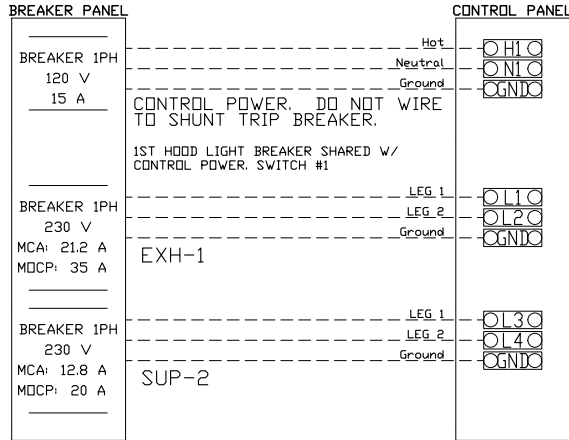 BREAKER PANEL
CONTROL PANEL
BREAKER 1PH
120 V
15 A
Hot
Neutral
Ground
H1
N1
GND
CONTROL POWER. DO NOT WIRE
TO SHUNT TRIP BREAKER.
1ST HOOD LIGHT BREAKER SHARED W/
CONTROL POWER. SWITCH #1
BREAKER 1PH
230 V
MCA: 21.2 A
MOCP: 35 A
LEG 1
LEG 2
Ground
L1
L2
GND
EXH-1
BREAKER 1PH
230 V
MCA: 12.8 A
MOCP: 20 A
LEG 1
LEG 2
Ground
L3
L4
GND
SUP-2